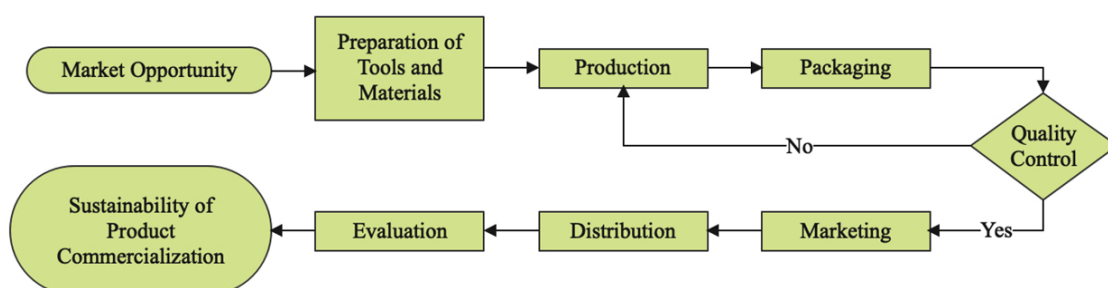 Market Opportunity
Preparation of
Tools and
Materials
Production
Packaging
Quality
Control
No
Yes
Marketing
Distribution
Evaluation
Sustainability of
Product
Commercialization